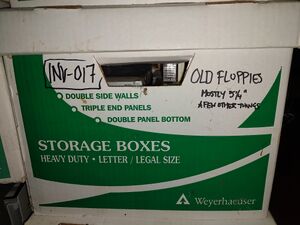 INV-017
OLD FLOPPIES
MOSTLY 5¼"
A FEW OTHER THINGS
DOUBLE SIDE WALLS
TRIPLE END PANELS
DOUBLE PANEL BOTTOM
STORAGE BOXES
HEAVY DUTY • LETTER / LEGAL SIZE
Weyerhaeuser